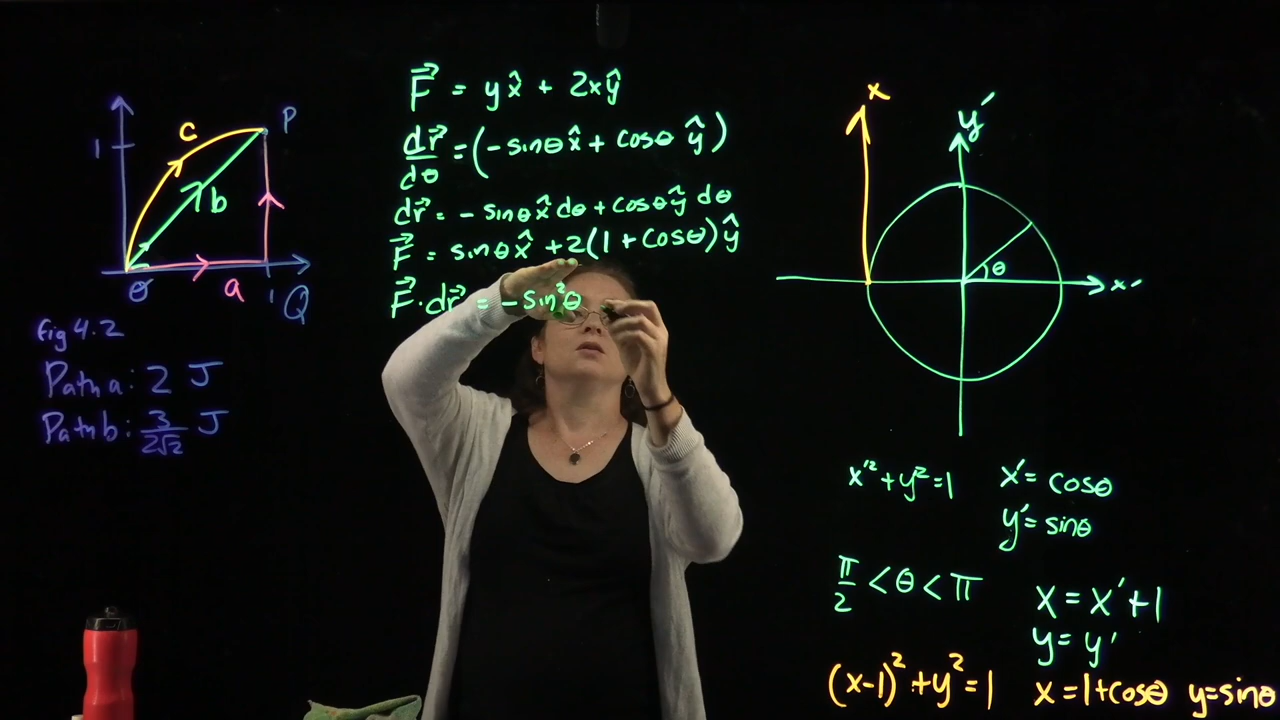 c
P
1
b
a
θ
1
Q
fig 4.2
Path a: 2 J
Path b: 3/2√2 J
F⃗ = y x̂ + 2x ŷ
dr⃗/dθ = (-sinθ x̂ + cosθ ŷ)
dr⃗ = - sinθ x̂ dθ + cosθ ŷ dθ
F⃗ = sinθ x̂ + 2(1 + cosθ) ŷ
F⃗ · dr⃗ = - sin²θ
x
y'
θ
x'
x'² + y² = 1
x' = cosθ
y' = sinθ
π/2 < θ < π
x = x' + 1
y = y'
(x-1)² + y² = 1
x = 1 + cosθ y = sinθ